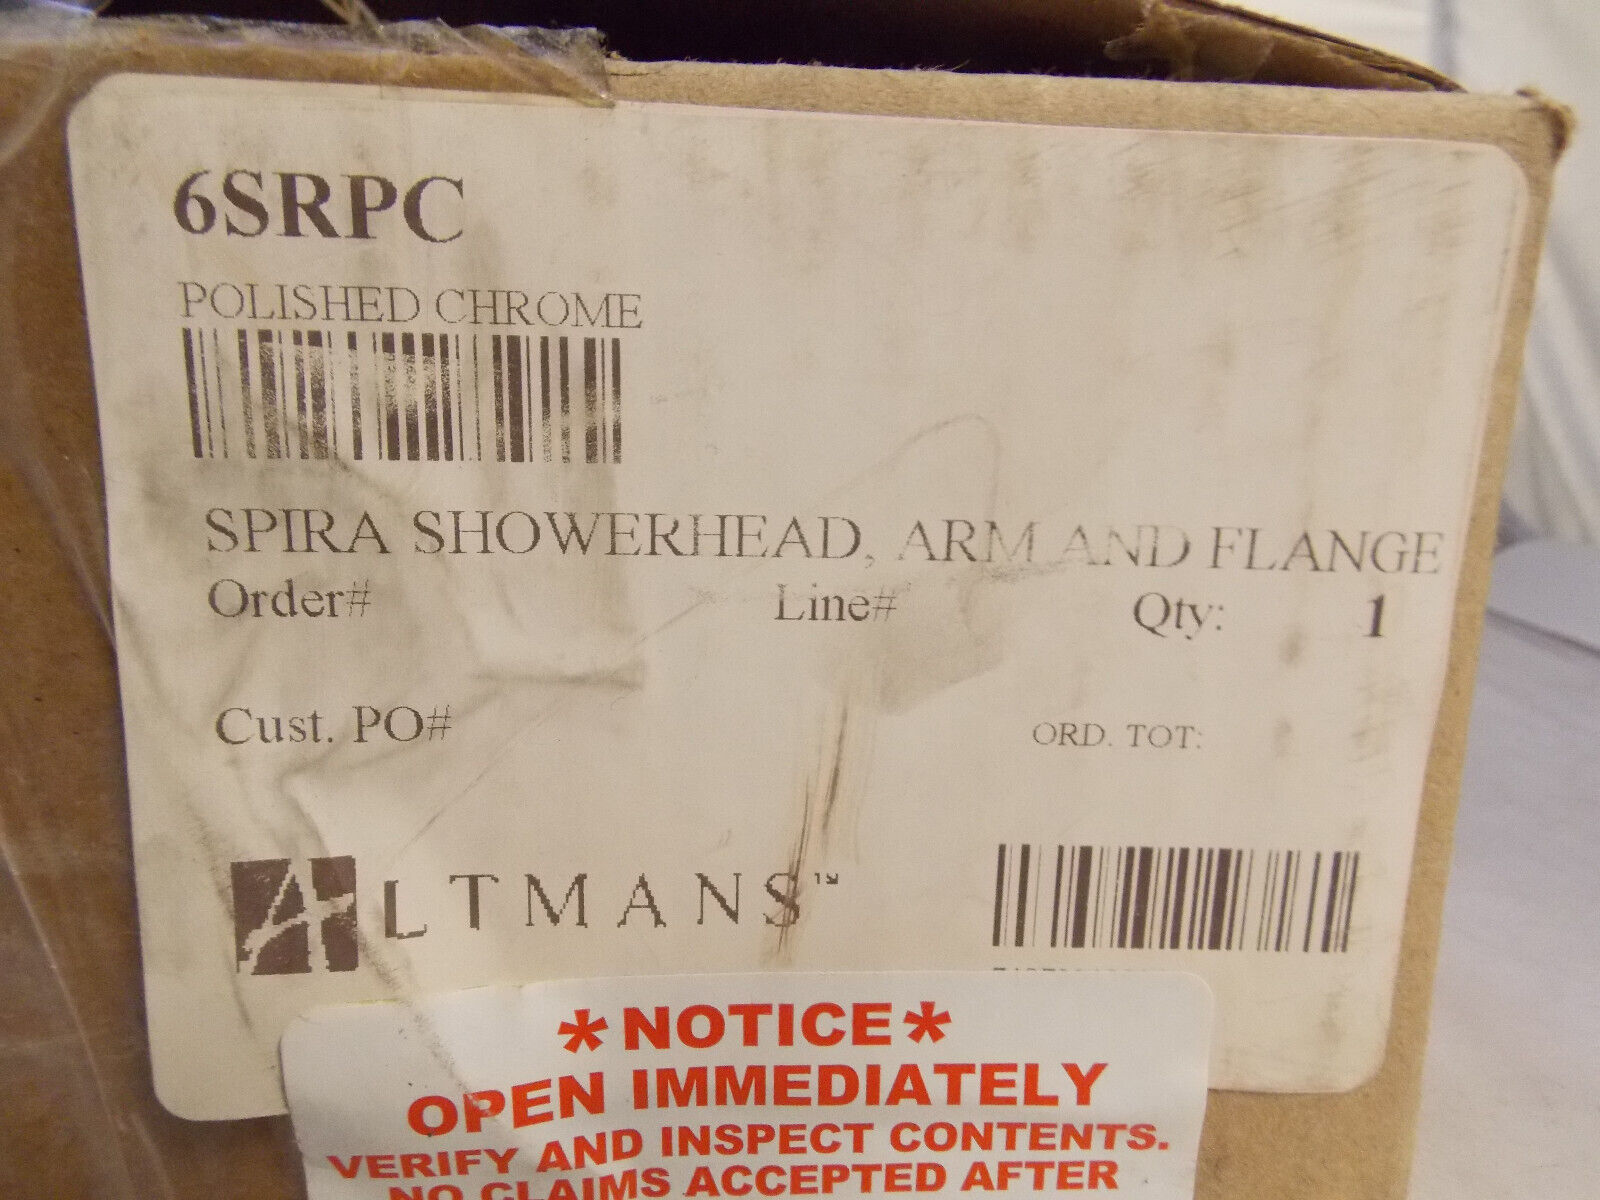 6SRPC
POLISHED CHROME
SPIRA SHOWERHEAD, ARM AND FLANGE
Order# Line# Qty: 1
Cust. PO# ORD. TOT:
ALTMANS™
*NOTICE*
OPEN IMMEDIATELY
VERIFY AND INSPECT CONTENTS.
NO CLAIMS ACCEPTED AFTER